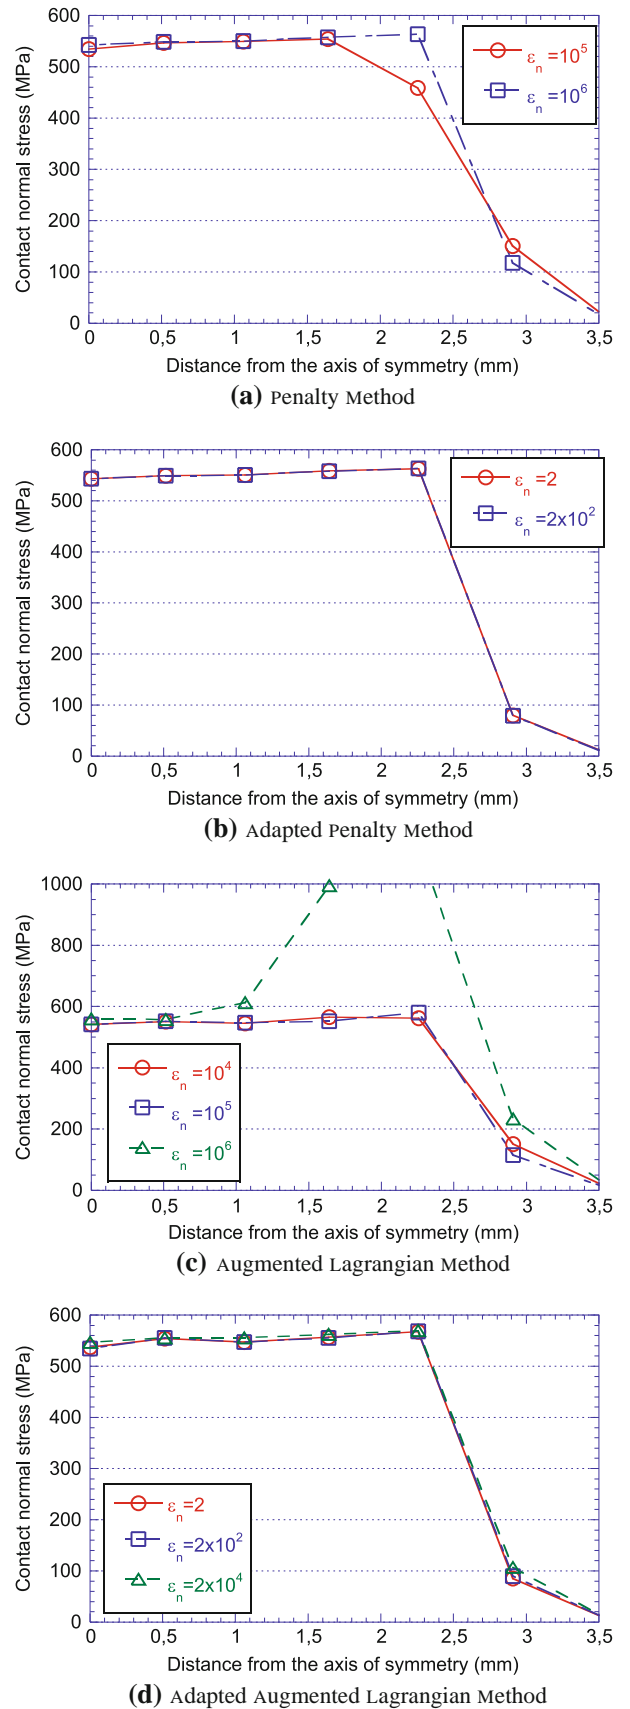 Contact normal stress (MPa)
600
500
400
300
200
100
0
0 0,5 1 1,5 2 2,5 3 3,5
Distance from the axis of symmetry (mm)
εn =10^5
εn =10^6
(a) Penalty Method
Contact normal stress (MPa)
600
500
400
300
200
100
0
0 0,5 1 1,5 2 2,5 3 3,5
Distance from the axis of symmetry (mm)
εn =2
εn =2x10^2
(b) Adapted Penalty Method
Contact normal stress (MPa)
1000
800
600
400
200
0
0 0,5 1 1,5 2 2,5 3 3,5
Distance from the axis of symmetry (mm)
εn =10^4
εn =10^5
εn =10^6
(c) Augmented Lagrangian Method
Contact normal stress (MPa)
600
500
400
300
200
100
0
0 0,5 1 1,5 2 2,5 3 3,5
Distance from the axis of symmetry (mm)
εn=2
εn=2x10^2
εn=2x10^4
(d) Adapted Augmented Lagrangian Method